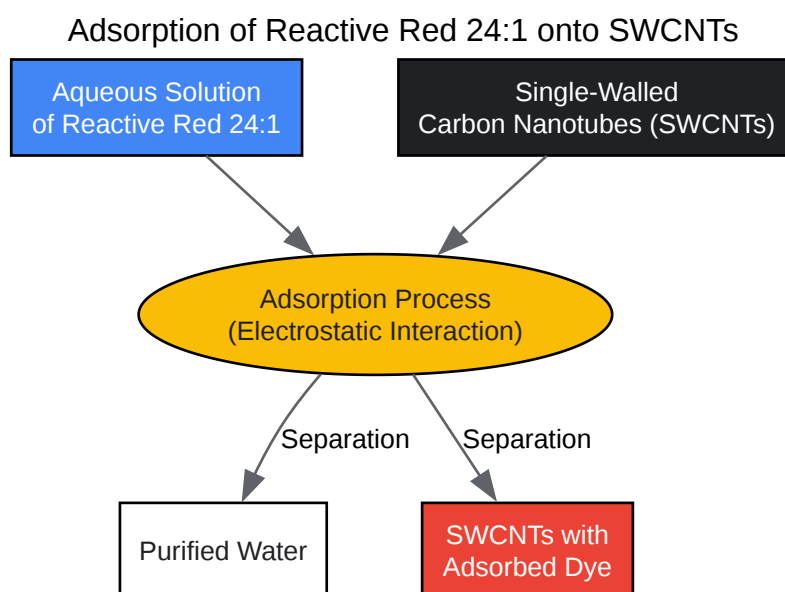 Adsorption of Reactive Red 24:1 onto SWCNTs
Aqueous Solution
of Reactive Red 24:1
Single-Walled
Carbon Nanotubes (SWCNTs)
Adsorption Process
(Electrostatic Interaction)
Separation
Separation
Purified Water
SWCNTs with
Adsorbed Dye